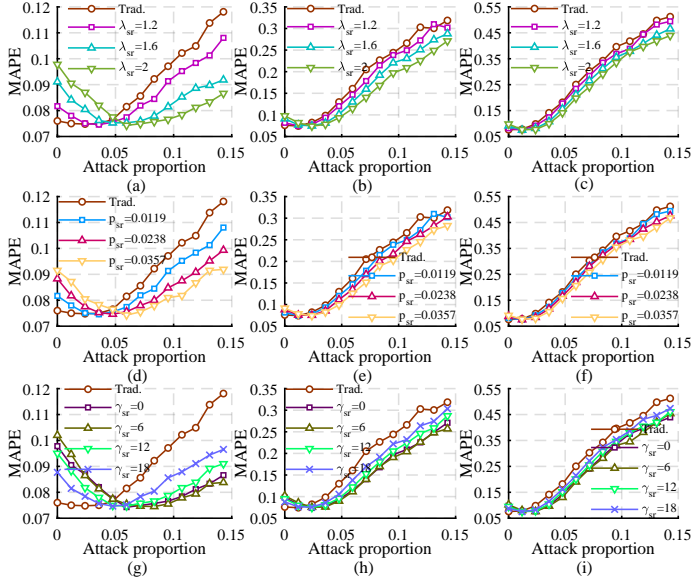 0.12
0.11
0.1
0.09
0.08
0.07
MAPE
Trad.
λsr=1.2
λsr=1.6
λsr=2
0 0.05 0.1 0.15
Attack proportion
(a)
0.35
0.3
0.25
0.2
0.15
0.1
0.05
MAPE
Trad.
λsr=1.2
λsr=1.6
λsr=2
0 0.05 0.1 0.15
Attack proportion
(b)
0.55
0.45
0.35
0.25
0.15
0.05
MAPE
Trad.
λsr=1.2
λsr=1.6
λsr=2
0 0.05 0.1 0.15
Attack proportion
(c)
0.12
0.11
0.1
0.09
0.08
0.07
MAPE
Trad.
psr=0.0119
psr=0.0238
psr=0.0357
0 0.05 0.1 0.15
Attack proportion
(d)
0.35
0.3
0.25
0.2
0.15
0.1
0.05
MAPE
Trad.
psr=0.0119
psr=0.0238
psr=0.0357
0 0.05 0.1 0.15
Attack proportion
(e)
0.55
0.45
0.35
0.25
0.15
0.05
MAPE
Trad.
psr=0.0119
psr=0.0238
psr=0.0357
0 0.05 0.1 0.15
Attack proportion
(f)
0.12
0.11
0.1
0.09
0.08
0.07
MAPE
Trad.
γsr=0
γsr=6
γsr=12
γsr=18
0 0.05 0.1 0.15
Attack proportion
(g)
0.35
0.3
0.25
0.2
0.15
0.1
0.05
MAPE
Trad.
γsr=0
γsr=6
γsr=12
γsr=18
0 0.05 0.1 0.15
Attack proportion
(h)
0.55
0.45
0.35
0.25
0.15
0.05
MAPE
Trad.
γsr=0
γsr=6
γsr=12
γsr=18
0 0.05 0.1 0.15
Attack proportion
(i)